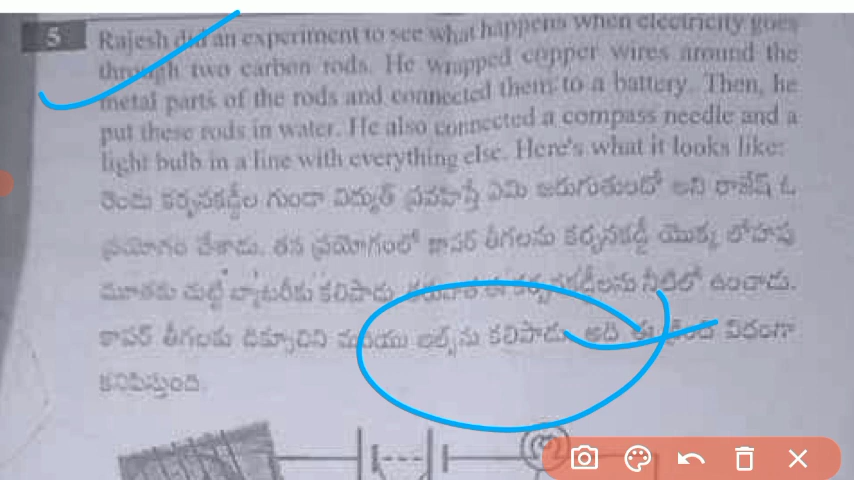 5
Rajesh did an experiment to see what happens when electricity goes
through two carbon rods. He wrapped copper wires around the
metal parts of the rods and connected them to a battery. Then, he
put these rods in water. He also connected a compass needle and a
light bulb in a line with everything else. Here's what it looks like:
రెండు కర్బనకడ్డీల గుండా విద్యుత్ ప్రవహిస్తే ఏమి జరుగుతుందో అని రాజేష్ ఓ
ప్రయోగం చేశాడు. తన ప్రయోగంలో కాపర్ తీగలను కర్బనకడ్డీ యొక్క లోహపు
మూతకు చుట్టి బ్యాటరీకు కలిపాడు. తరువాత ఈ కర్బనకడ్డీలను నీటిలో ఉంచాడు.
కాపర్ తీగలకు దిక్సూచిని మరియు బల్బ్‌ను కలిపాడు. అది ఈ క్రింది విధంగా
కనిపిస్తుంది.